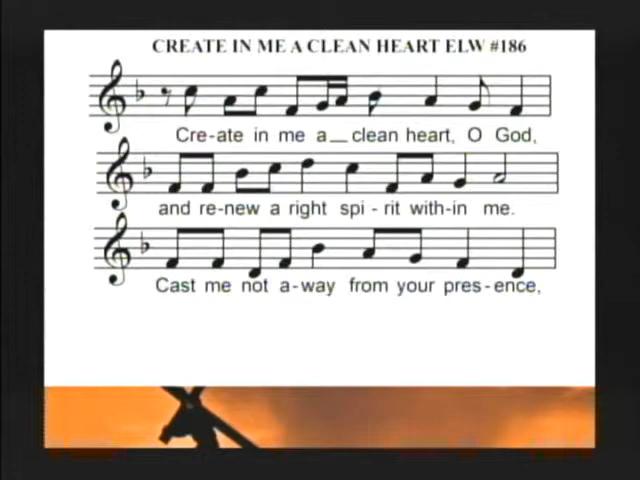 CREATE IN ME A CLEAN HEART ELW #186
Cre-ate in me a__ clean heart, O God,
and re-new a right spi - rit with-in me.
Cast me not a-way from your pres-ence,